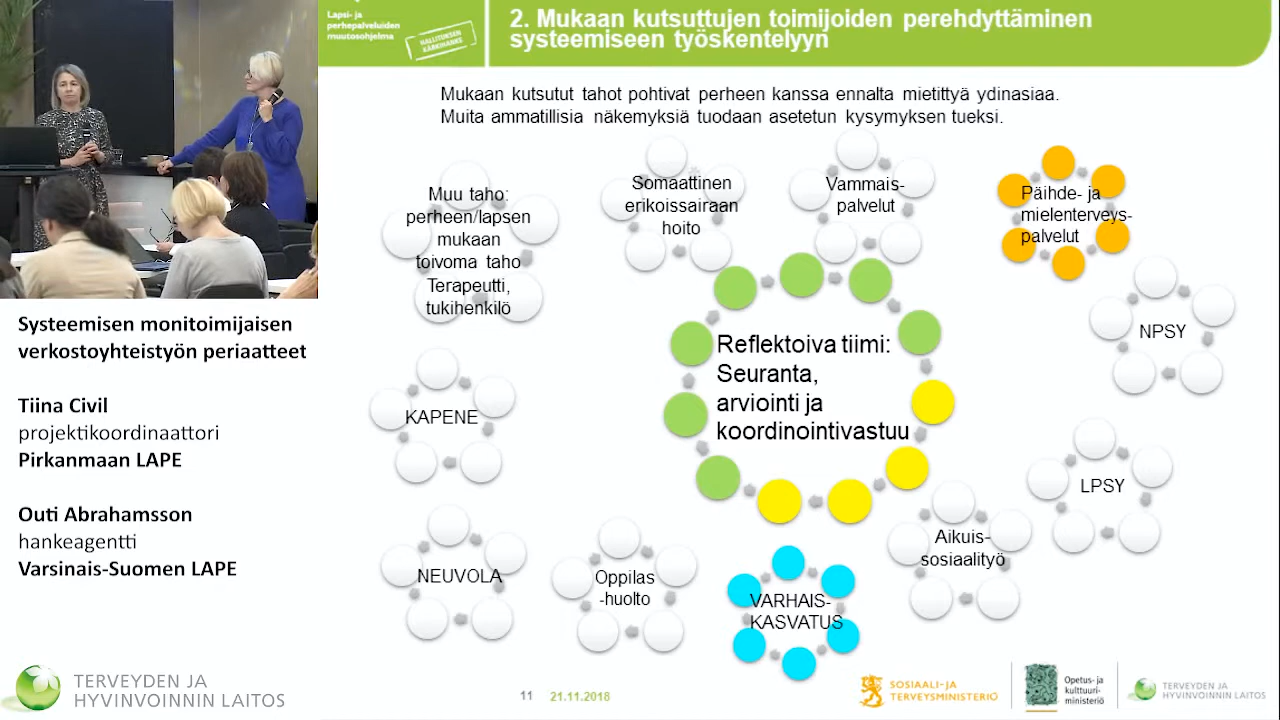 Lapsi- ja
perhepalveluiden
muutosohjelma
HALLITUKSEN
KÄRKIHANKE
2. Mukaan kutsuttujen toimijoiden perehdyttäminen
systeemiseen työskentelyyn
Mukaan kutsutut tahot pohtivat perheen kanssa ennalta mietittyä ydinasiaa.
Muita ammatillisia näkemyksiä tuodaan asetetun kysymyksen tueksi.
Muu taho:
perheen/lapsen
mukaan
toivoma taho
Terapeutti,
tukihenkilö
Somaattinen
erikoissairaan
hoito
Vammais-
palvelut
Päihde- ja
mielenterveys-
palvelut
NPSY
Reflektoiva tiimi:
Seuranta,
arviointi ja
koordinointivastuu
KAPENE
LPSY
Aikuis-
sosiaalityö
NEUVOLA
Oppilas
-huolto
VARHAIS-
KASVATUS
Systeemisen monitoimijaisen
verkostoyhteistyön periaatteet
Tiina Civil
projektikoordinaattori
Pirkanmaan LAPE
Outi Abrahamsson
hankeagentti
Varsinais-Suomen LAPE
TERVEYDEN JA
HYVINVOINNIN LAITOS
11 21.11.2018
SOSIAALI- JA
TERVEYSMINISTERIÖ
Opetus- ja
kulttuuri-
ministeriö
TERVEYDEN JA
HYVINVOINNIN LAITOS